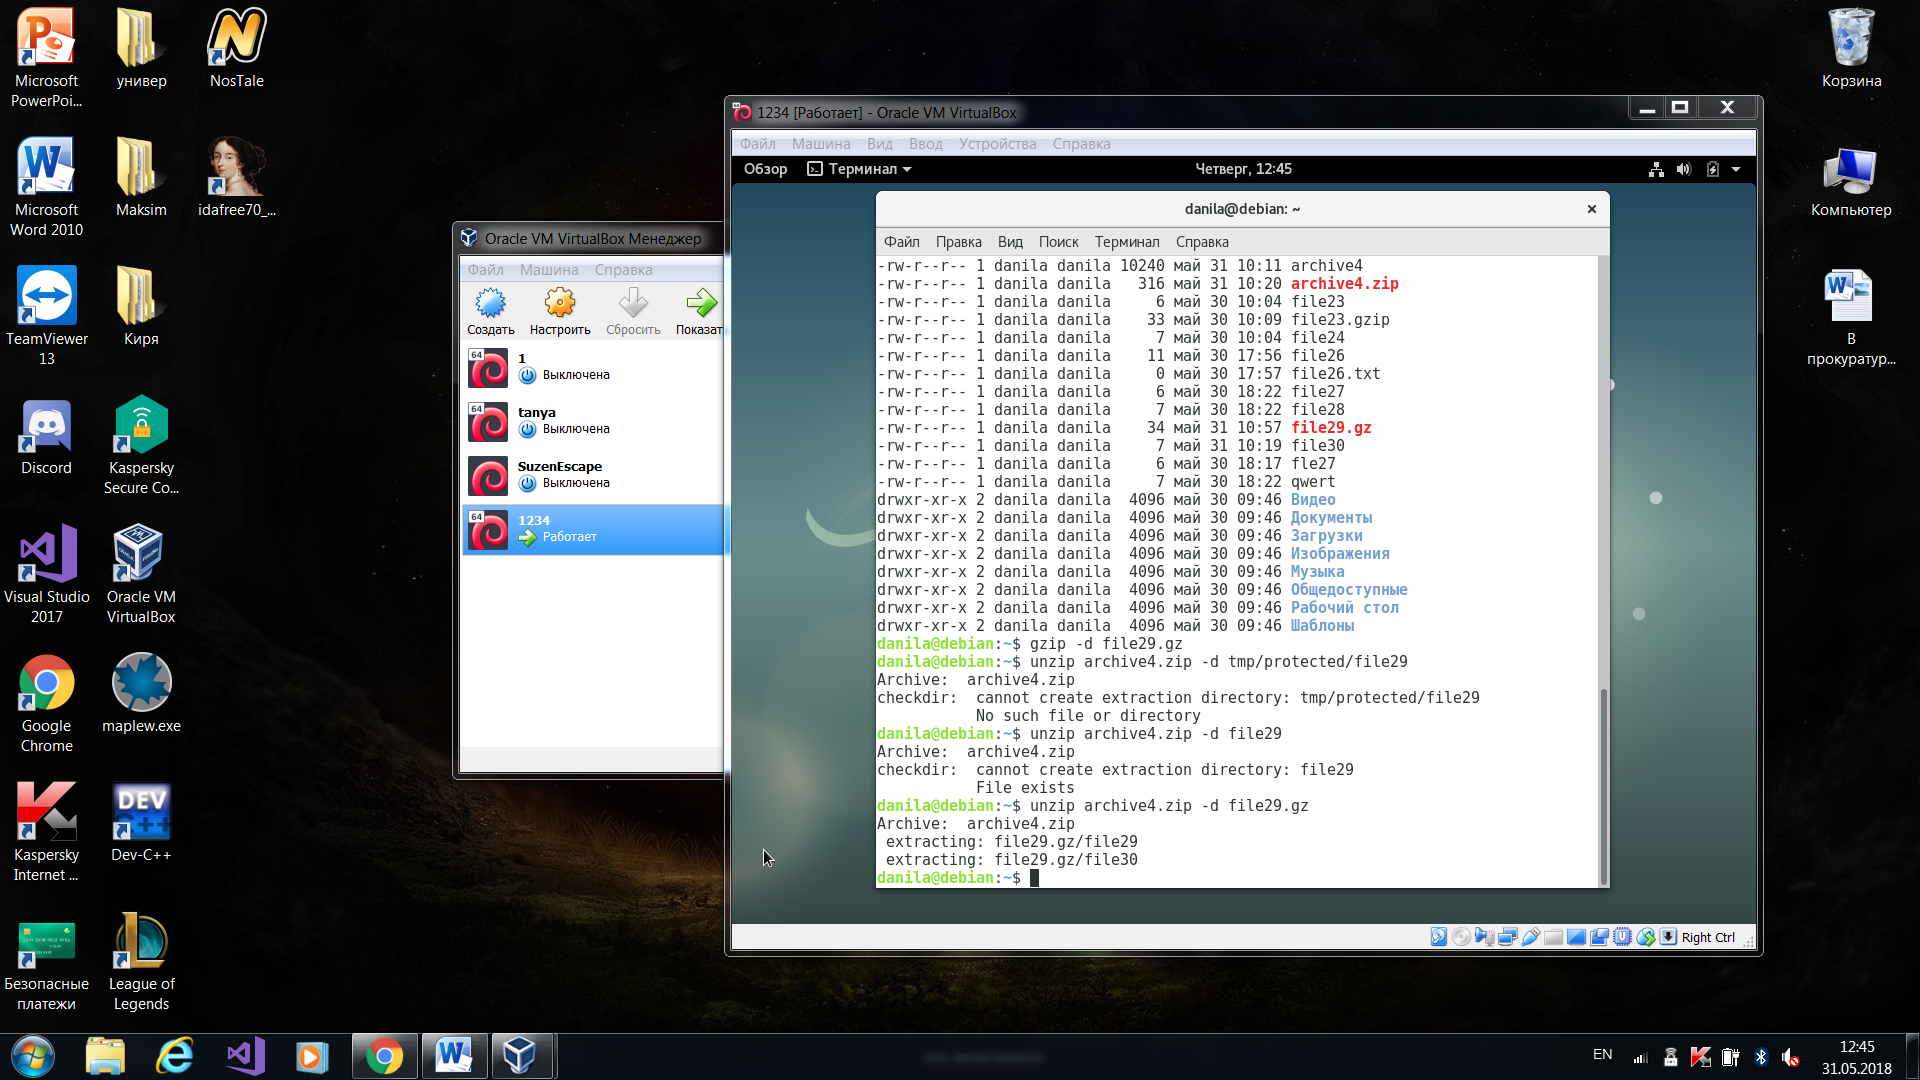 Microsoft PowerPoi...
универ
NosTale
Microsoft Word 2010
Maksim
idafree70_...
TeamViewer 13
Киря
Discord
Kaspersky Secure Co...
Visual Studio 2017
Oracle VM VirtualBox
Google Chrome
maplew.exe
Kaspersky Internet ...
DEV C++
Dev-C++
Безопасные платежи
League of Legends
Корзина
Компьютер
В прокуратур...
Oracle VM VirtualBox Менеджер
Файл Машина Справка
Создать Настроить Сбросить Показат
64 1
Выключена
64 tanya
Выключена
SuzenEscape
Выключена
64 1234
Работает
1234 [Работает] - Oracle VM VirtualBox
Файл Машина Вид Ввод Устройства Справка
Обзор Терминал Четверг, 12:45
danila@debian: ~
Файл Правка Вид Поиск Терминал Справка
-rw-r--r-- 1 danila danila 10240 май 31 10:11 archive4
-rw-r--r-- 1 danila danila   316 май 31 10:20 archive4.zip
-rw-r--r-- 1 danila danila     6 май 30 10:04 file23
-rw-r--r-- 1 danila danila    33 май 30 10:09 file23.gzip
-rw-r--r-- 1 danila danila     7 май 30 10:04 file24
-rw-r--r-- 1 danila danila    11 май 30 17:56 file26
-rw-r--r-- 1 danila danila     0 май 30 17:57 file26.txt
-rw-r--r-- 1 danila danila     6 май 30 18:22 file27
-rw-r--r-- 1 danila danila     7 май 30 18:22 file28
-rw-r--r-- 1 danila danila    34 май 31 10:57 file29.gz
-rw-r--r-- 1 danila danila     7 май 31 10:19 file30
-rw-r--r-- 1 danila danila     6 май 30 18:17 fle27
-rw-r--r-- 1 danila danila     7 май 30 18:22 qwert
drwxr-xr-x 2 danila danila  4096 май 30 09:46 Видео
drwxr-xr-x 2 danila danila  4096 май 30 09:46 Документы
drwxr-xr-x 2 danila danila  4096 май 30 09:46 Загрузки
drwxr-xr-x 2 danila danila  4096 май 30 09:46 Изображения
drwxr-xr-x 2 danila danila  4096 май 30 09:46 Музыка
drwxr-xr-x 2 danila danila  4096 май 30 09:46 Общедоступные
drwxr-xr-x 2 danila danila  4096 май 30 09:46 Рабочий стол
drwxr-xr-x 2 danila danila  4096 май 30 09:46 Шаблоны
danila@debian:~$ gzip -d file29.gz
danila@debian:~$ unzip archive4.zip -d tmp/protected/file29
Archive:  archive4.zip
checkdir:  cannot create extraction directory: tmp/protected/file29
           No such file or directory
danila@debian:~$ unzip archive4.zip -d file29
Archive:  archive4.zip
checkdir:  cannot create extraction directory: file29
           File exists
danila@debian:~$ unzip archive4.zip -d file29.gz
Archive:  archive4.zip
 extracting: file29.gz/file29
 extracting: file29.gz/file30
danila@debian:~$
Right Ctrl
EN
12:45
31.05.2018